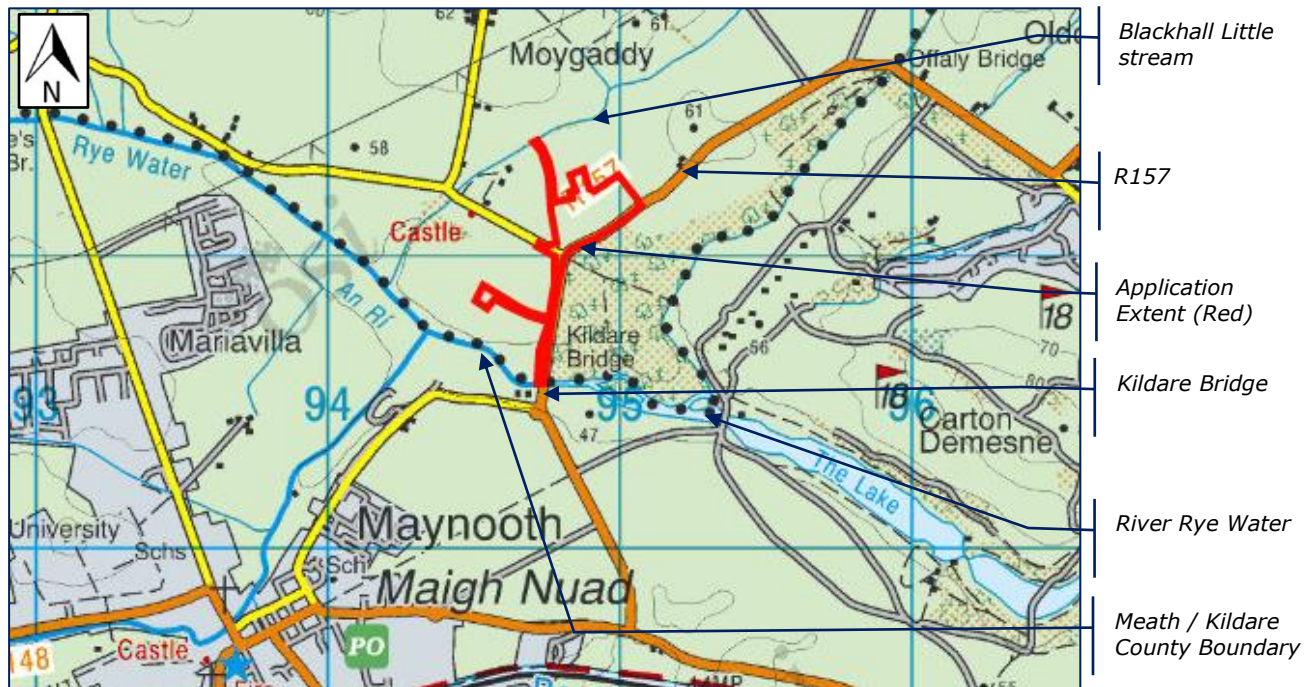 60
62
61
Moygaddy
Blackhall Little
stream
Offaly Bridge
N
Rye Water
Br.
58
61
R157
Castle
An Rí
Application
Extent (Red)
18
Mariavilla
Kildare
Bridge
56
70
18
80
Kildare Bridge
93
94
95
96
47
Carton
Demesne
The Lake
River Rye Water
University
Maynooth
Schs
Sch
Maigh Nuad
Meath / Kildare
County Boundary
PO
148
Castle
55